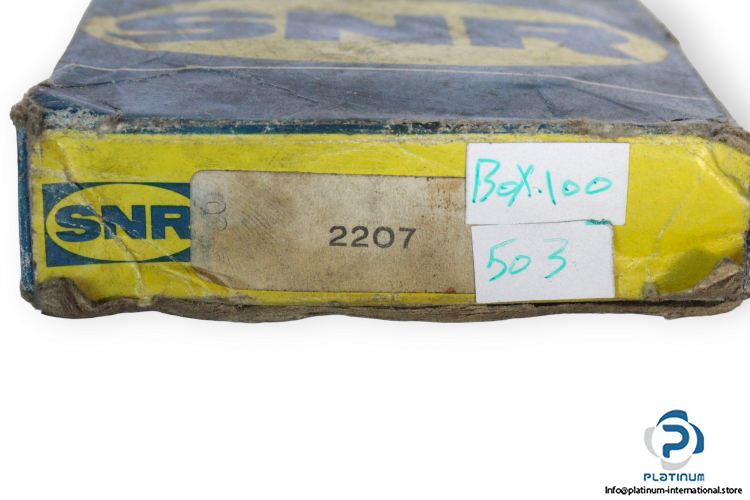 SNR
SNR
2207
BOX.100
503
PLATINUM
Info@platinum-international.store